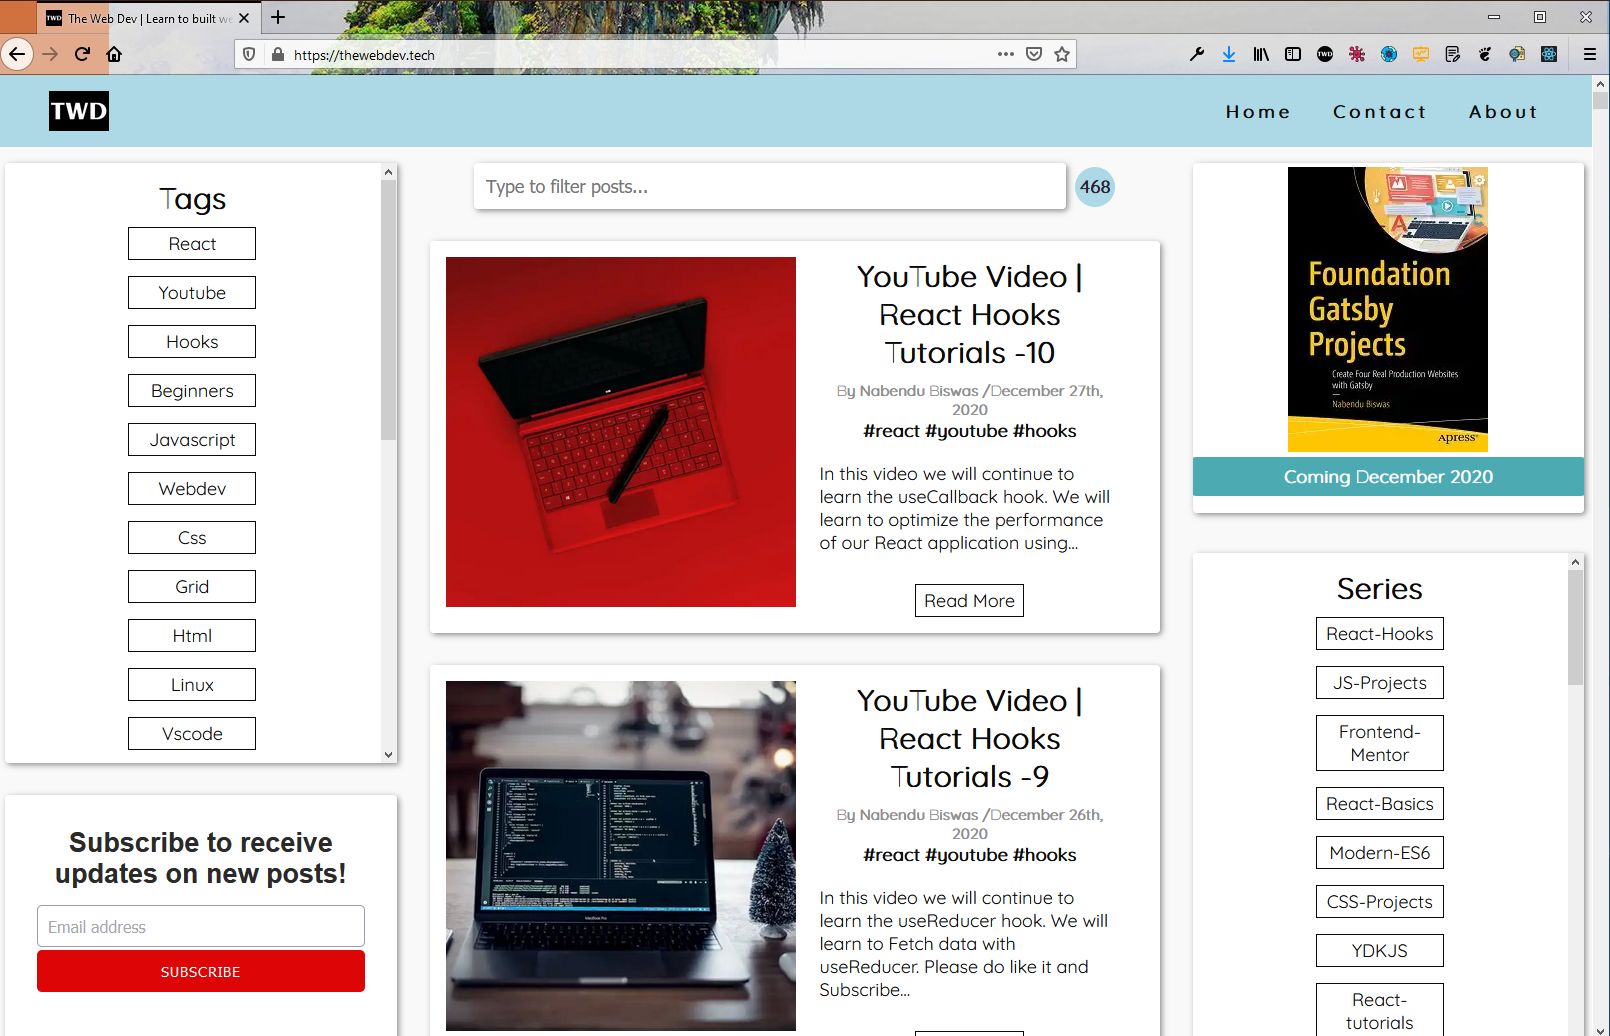 TWD The Web Dev | Learn to built we
https://thewebdev.tech
TWD
TWD
Home Contact About
Tags
React
Youtube
Hooks
Beginners
Javascript
Webdev
Css
Grid
Html
Linux
Vscode
Subscribe to receive
updates on new posts!
Email address
SUBSCRIBE
Type to filter posts...
468
YouTube Video |
React Hooks
Tutorials -10
By Nabendu Biswas /December 27th,
2020
#react #youtube #hooks
In this video we will continue to
learn the useCallback hook. We will
learn to optimize the performance
of our React application using...
Read More
YouTube Video |
React Hooks
Tutorials -9
By Nabendu Biswas /December 26th,
2020
#react #youtube #hooks
In this video we will continue to
learn the useReducer hook. We will
learn to Fetch data with
useReducer. Please do like it and
Subscribe...
MacBook Pro
Foundation
Gatsby
Projects
Create Four Real Production Websites
with Gatsby
Nabendu Biswas
Apress®
Coming December 2020
Series
React-Hooks
JS-Projects
Frontend-
Mentor
React-Basics
Modern-ES6
CSS-Projects
YDKJS
React-
tutorials